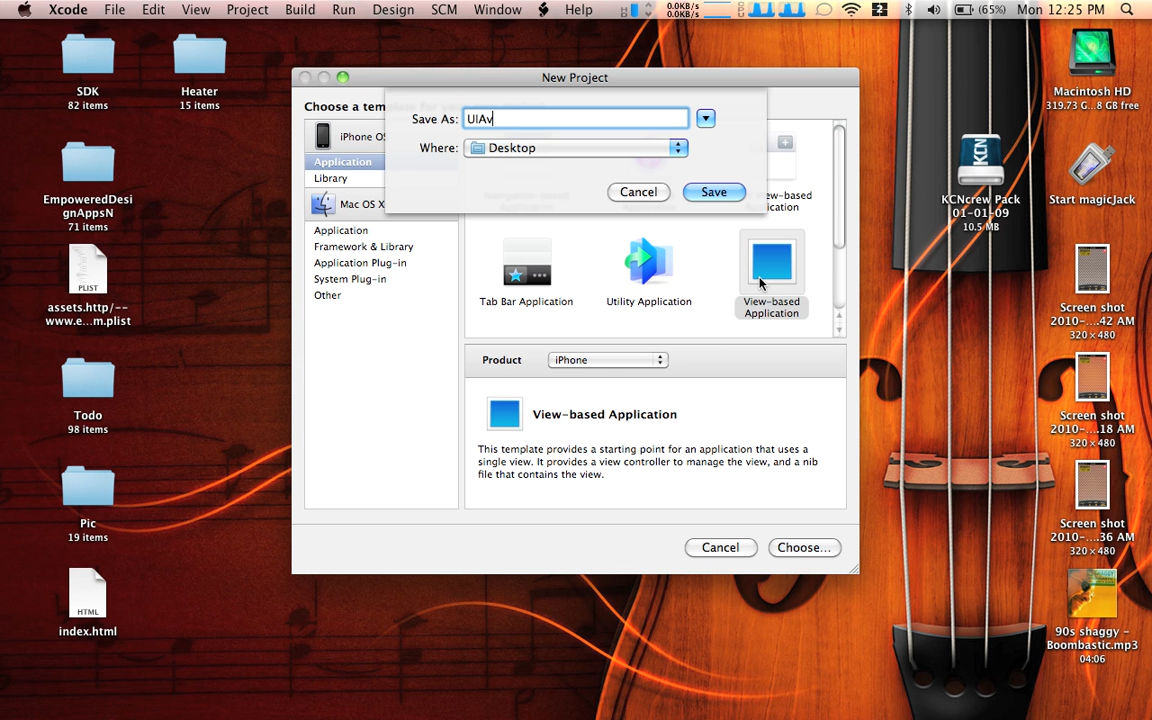 Xcode File Edit View Project Build Run Design SCM Window Help 0.0KB/s 0.0KB/s 2 (65%) Mon 12:25 PM
SDK
82 items
Heater
15 items
EmpoweredDesi
gnAppsN
71 items
PLIST
assets.http/--
www.e...m.plist
Todo
98 items
Pic
19 items
HTML
index.html
New Project
Save As: UIAv
Where: Desktop
Cancel Save
iPhone OS
Application
Library
Mac OS X
Application
Framework & Library
Application Plug-in
System Plug-in
Other
Application
Tab Bar Application
Utility Application
View-based
Application
Product iPhone
View-based Application
This template provides a starting point for an application that uses a
single view. It provides a view controller to manage the view, and a nib
file that contains the view.
Cancel Choose...
Macintosh HD
319.73 G...8 GB free
KCN
KCNcrew Pack
01-01-09
10.5 MB
Start magicJack
Screen shot
2010-....42 AM
320 × 480
Screen shot
2010-....18 AM
320 × 480
Screen shot
2010-....36 AM
320 × 480
90s shaggy -
Boombastic.mp3
04:06